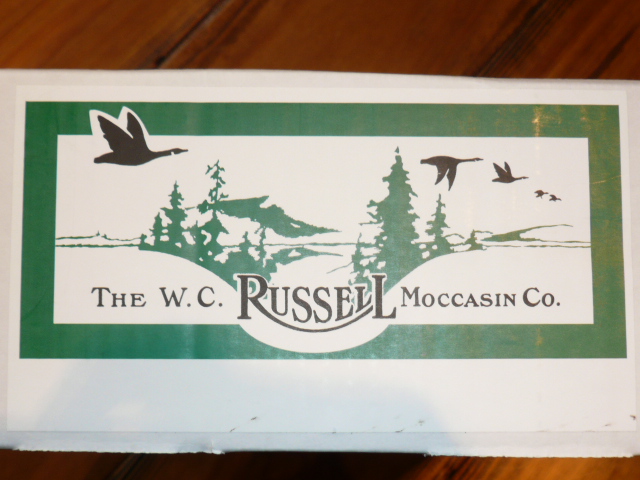 The W.C. Russell Moccasin Co.